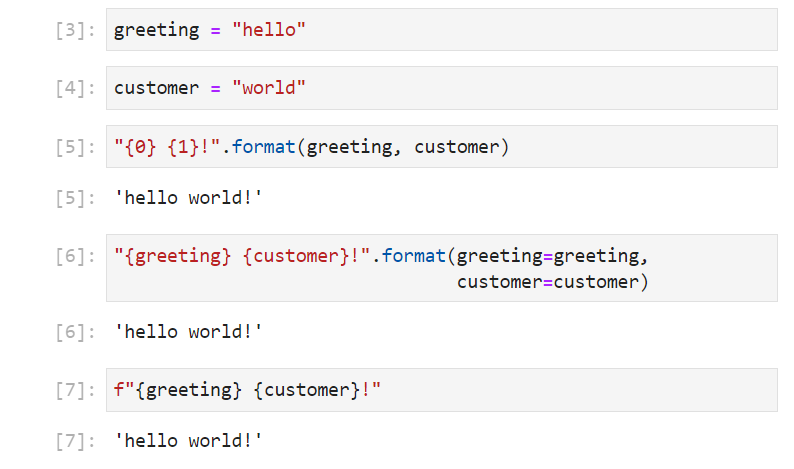 [3]: greeting = "hello"
[4]: customer = "world"
[5]: "{0} {1}!".format(greeting, customer)
[5]: 'hello world!'
[6]: "{greeting} {customer}!".format(greeting=greeting,
customer=customer)
[6]: 'hello world!'
[7]: f"{greeting} {customer}!"
[7]: 'hello world!'